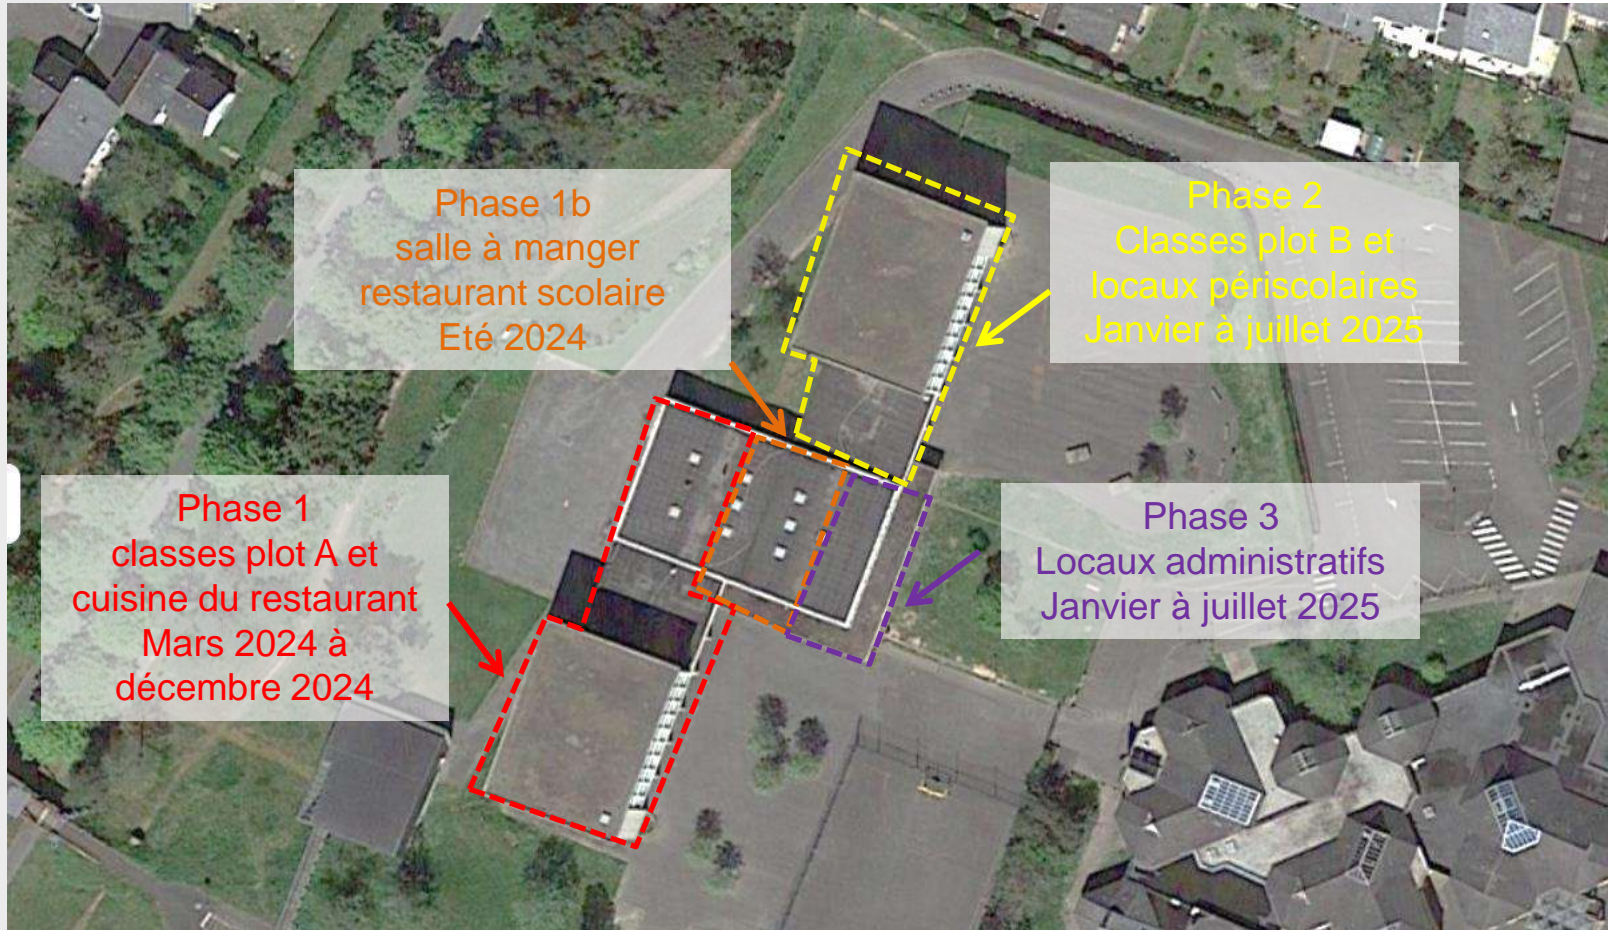 Phase 1b
salle à manger
restaurant scolaire
Eté 2024
Phase 2
Classes plot B et
locaux périscolaires
Janvier à juillet 2025
Phase 1
classes plot A et
cuisine du restaurant
Mars 2024 à
décembre 2024
Phase 3
Locaux administratifs
Janvier à juillet 2025